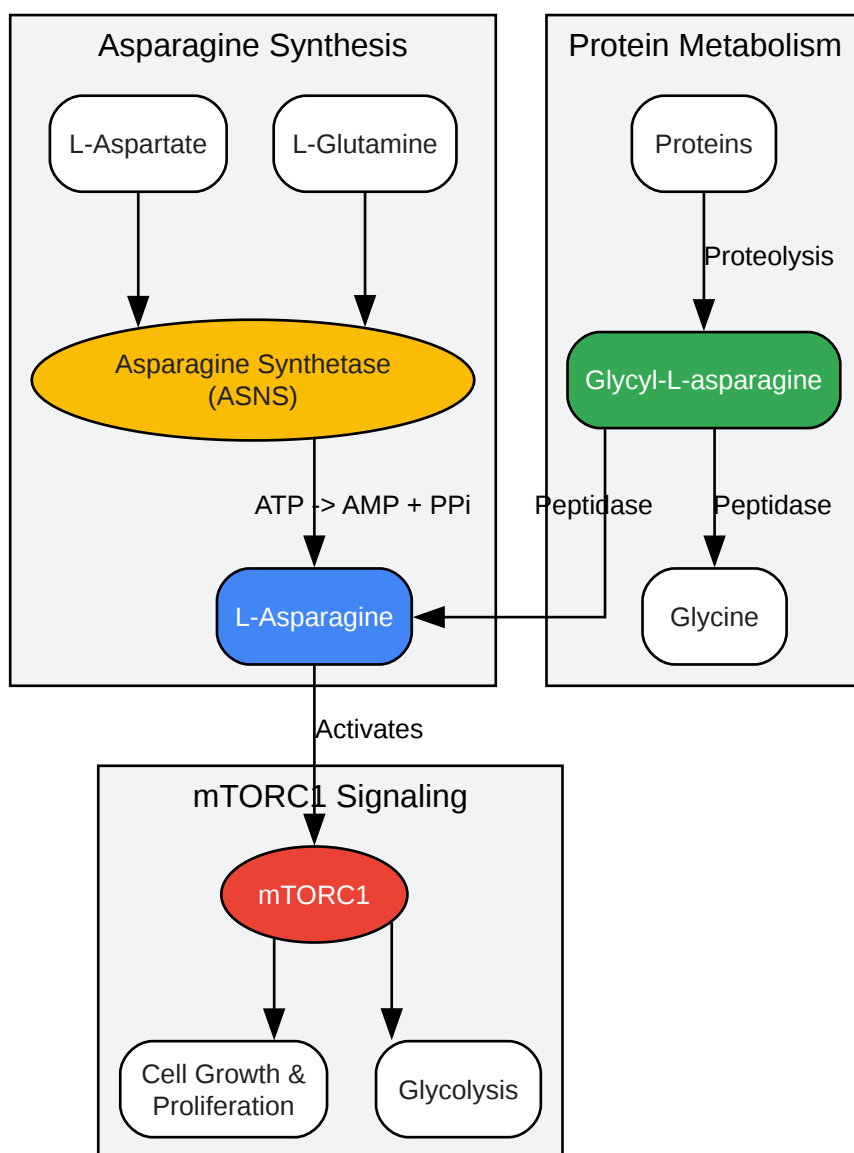 Asparagine Synthesis
L-Aspartate
L-Glutamine
Asparagine Synthetase
(ASNS)
ATP -> AMP + PPi
L-Asparagine
Protein Metabolism
Proteins
Proteolysis
Glycyl-L-asparagine
Peptidase
Peptidase
Glycine
Activates
mTORC1 Signaling
mTORC1
Cell Growth &
Proliferation
Glycolysis